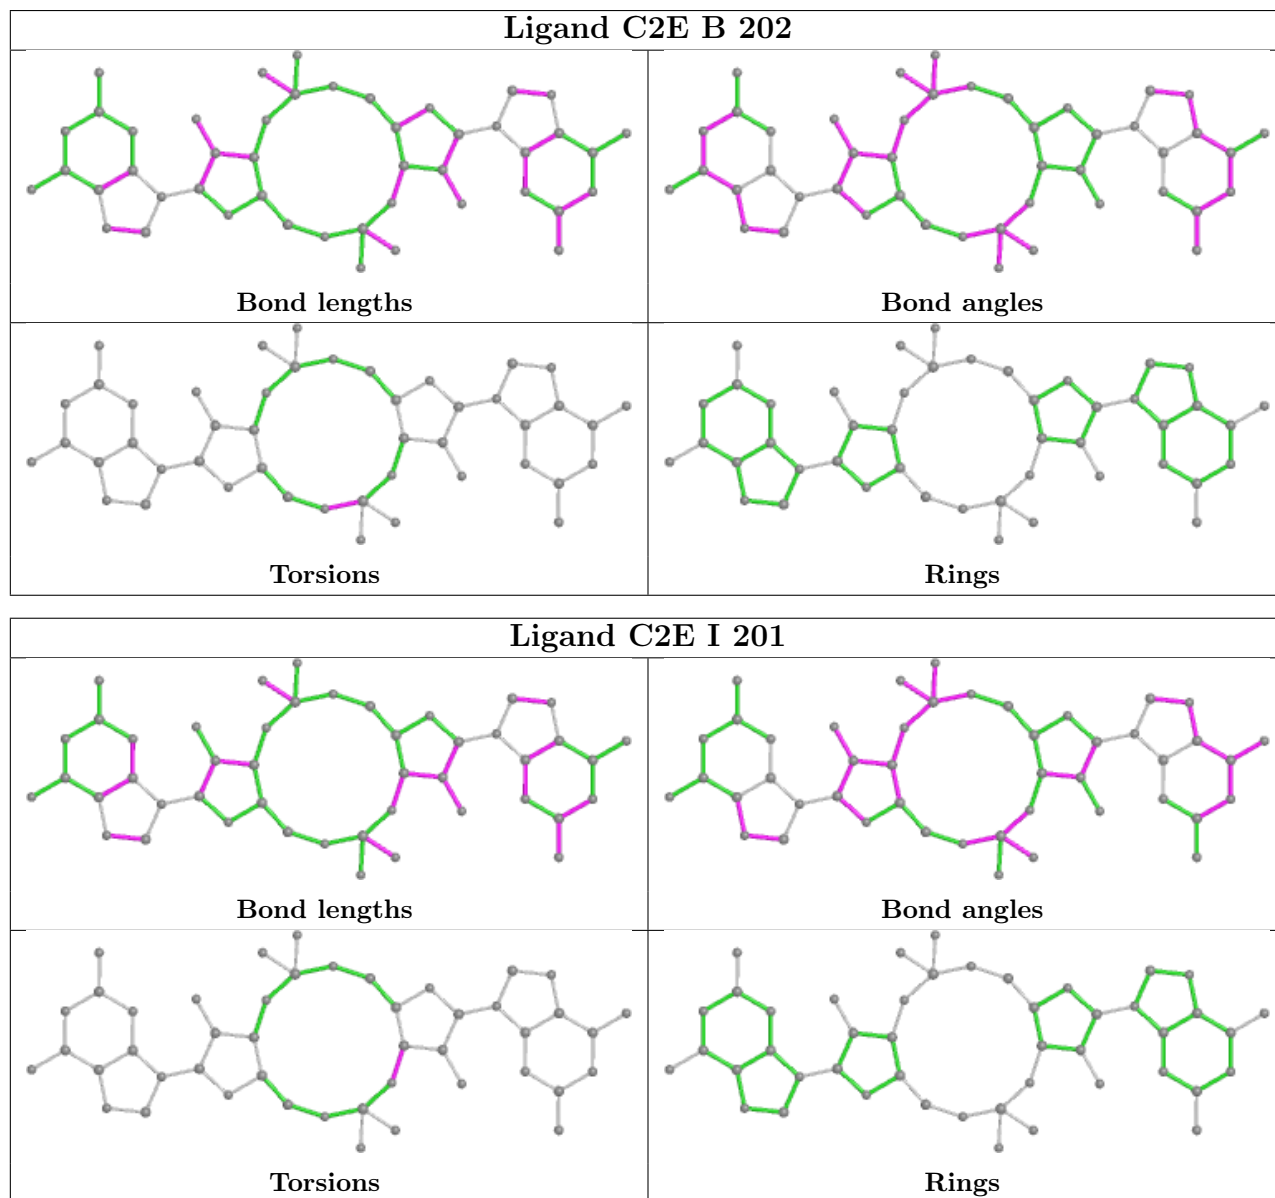 Ligand C2E B 202
Bond lengths
Bond angles
Torsions
Rings
Ligand C2E I 201
Bond lengths
Bond angles
Torsions
Rings